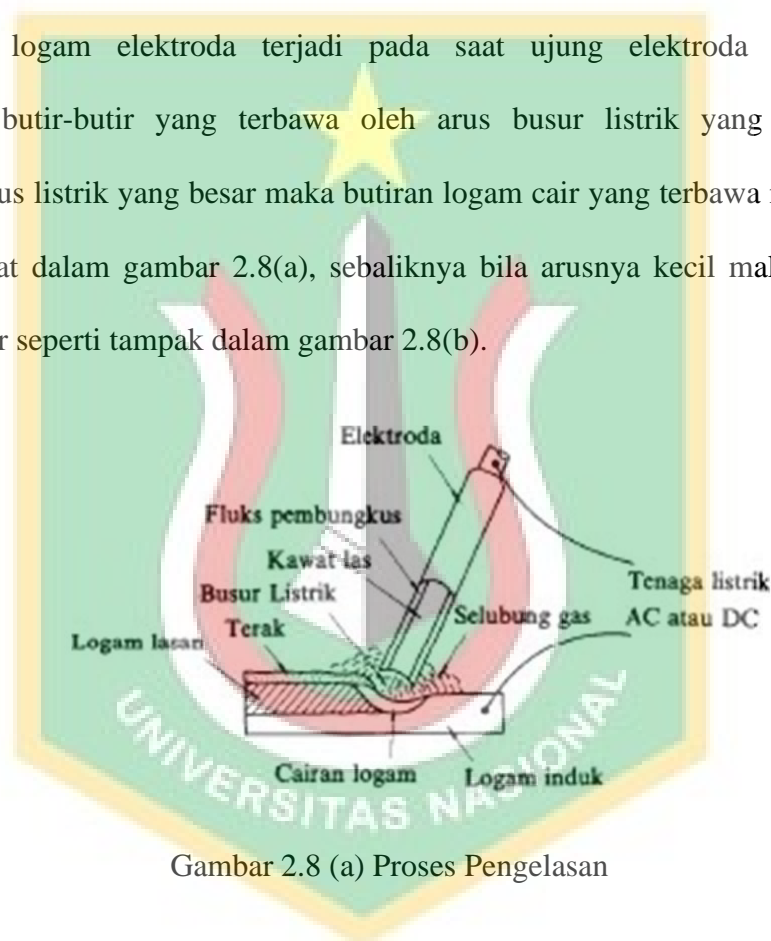 logam elektroda terjadi pada saat ujung elektroda
butir-butir yang terbawa oleh arus busur listrik yang
us listrik yang besar maka butiran logam cair yang terbawa
at dalam gambar 2.8(a), sebaliknya bila arusnya kecil
r seperti tampak dalam gambar 2.8(b).
Elektroda
Fluks pembungkus
Kawat las
Busur Listrik
Tenaga listrik
AC atau DC
Selubung gas
Terak
Logam lasan
Cairan logam
Logam induk
UNIVERSITAS NASIONAL
Gambar 2.8 (a) Proses Pengelasan